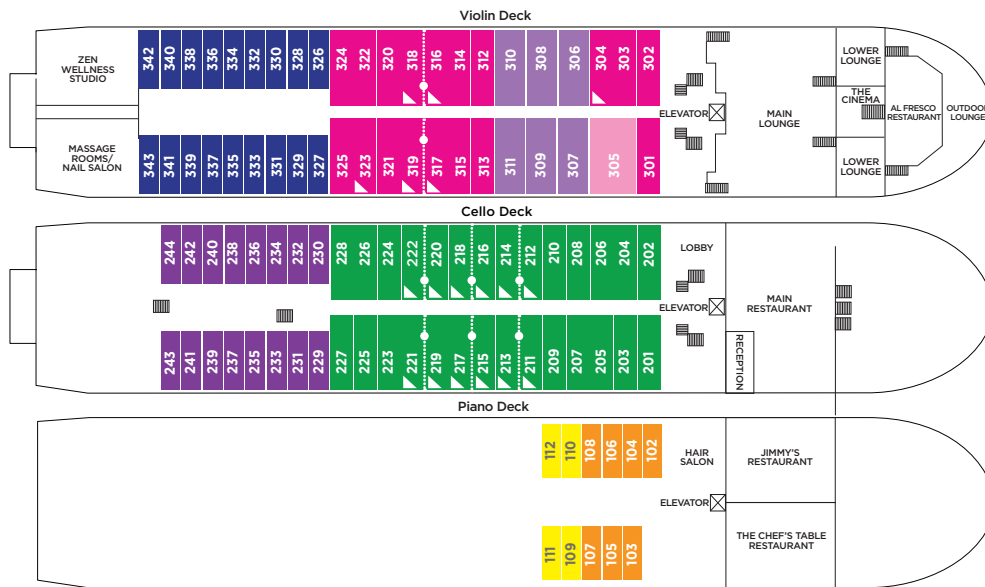 Violin Deck
342
340
338
336
334
332
330
328
326
324
322
320
318
316
314
312
310
308
306
304
303
302
ZEN
WELLNESS
STUDIO
LOWER
LOUNGE
THE
CINEMA
ELEVATOR
MAIN
LOUNGE
AL FRESCO
RESTAURANT
OUTDOOR
LOUNGE
MASSAGE
ROOMS/
NAIL SALON
LOWER
LOUNGE
343
341
339
337
335
333
331
329
327
325
323
321
319
317
315
313
311
309
307
305
301
Cello Deck
244
242
240
238
236
234
232
230
228
226
224
222
220
218
216
214
212
210
208
206
204
202
LOBBY
ELEVATOR
MAIN
RESTAURANT
RECEPTION
243
241
239
237
235
233
231
229
227
225
223
221
219
217
215
213
211
209
207
205
203
201
Piano Deck
112
110
108
106
104
102
HAIR
SALON
JIMMY'S
RESTAURANT
ELEVATOR
THE CHEF'S TABLE
RESTAURANT
111
109
107
105
103